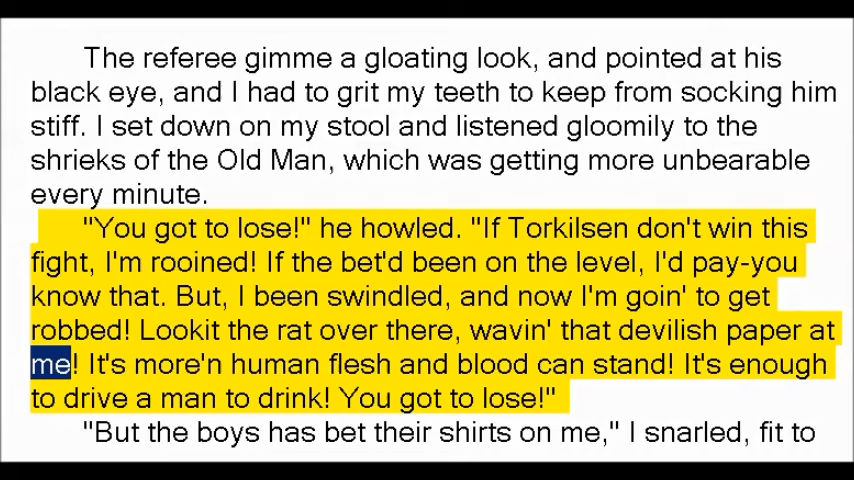 The referee gimme a gloating look, and pointed at his
black eye, and I had to grit my teeth to keep from socking him
stiff. I set down on my stool and listened gloomily to the
shrieks of the Old Man, which was getting more unbearable
every minute.
"You got to lose!" he howled. "If Torkilsen don't win this
fight, I'm rooined! If the bet'd been on the level, I'd pay-you
know that. But, I been swindled, and now I'm goin' to get
robbed! Lookit the rat over there, wavin' that devilish paper at
me! It's more'n human flesh and blood can stand! It's enough
to drive a man to drink! You got to lose!"
"But the boys has bet their shirts on me," I snarled, fit to